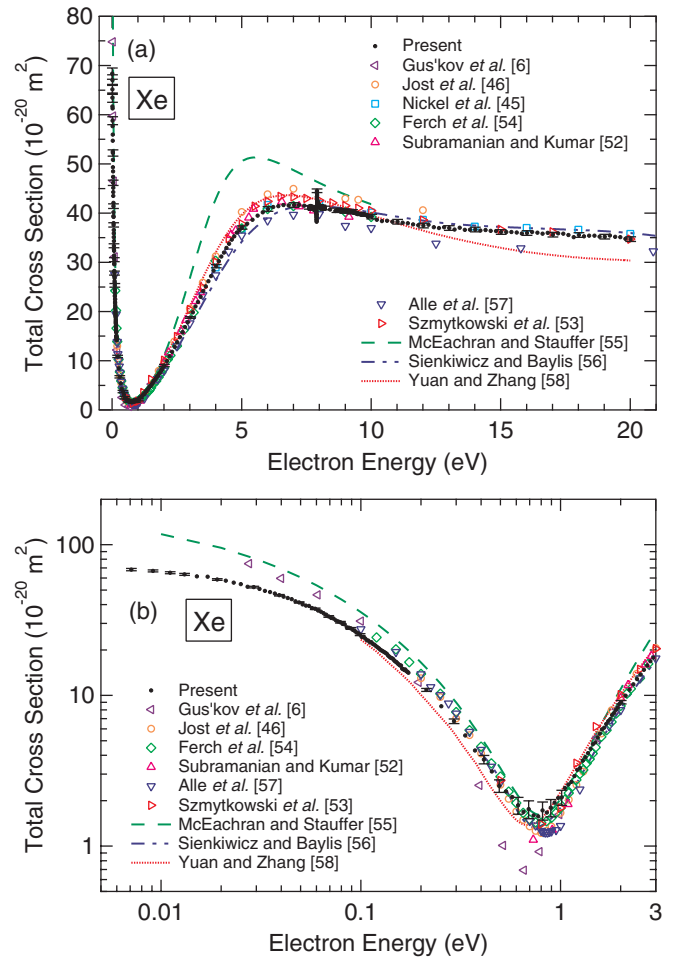 80
70
60
50
40
30
20
10
0
Total Cross Section (10⁻²⁰ m²)
(a)
Xe
Present
Gus'kov et al. [6]
Jost et al. [46]
Nickel et al. [45]
Ferch et al. [54]
Subramanian and Kumar [52]
Alle et al. [57]
Szmytkowski et al. [53]
McEachran and Stauffer [55]
Sienkiwicz and Baylis [56]
Yuan and Zhang [58]
0 5 10 15 20
Electron Energy (eV)
100
10
1
Total Cross Section (10⁻²⁰ m²)
(b)
Xe
Present
Gus'kov et al. [6]
Jost et al. [46]
Ferch et al. [54]
Subramanian and Kumar [52]
Alle et al. [57]
Szmytkowski et al. [53]
McEachran and Stauffer [55]
Sienkiwicz and Baylis [56]
Yuan and Zhang [58]
0.01 0.1 1 3
Electron Energy (eV)